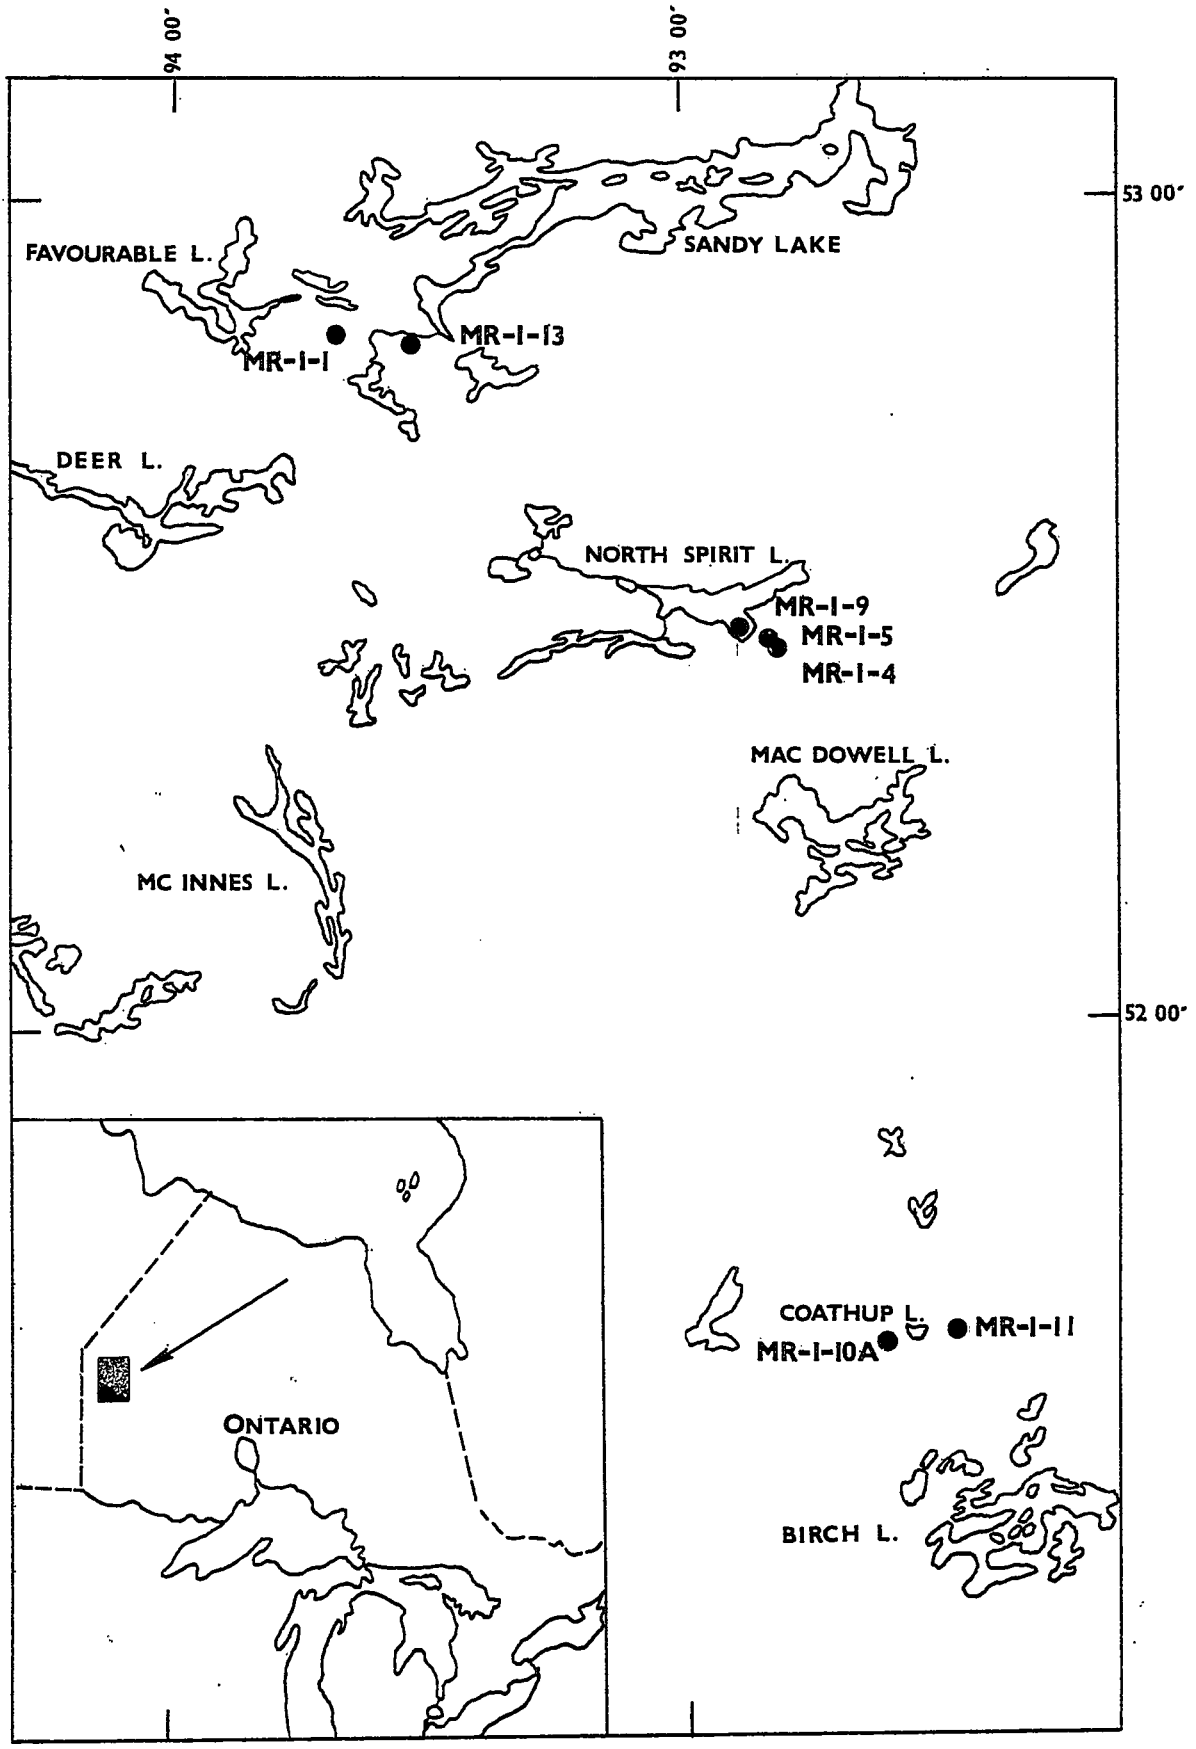 94 00′
93 00′
53 00′
SANDY LAKE
FAVOURABLE L.
MR-1-13
MR-1-1
DEER L.
NORTH SPIRIT L.
MR-1-9
MR-1-5
MR-1-4
MAC DOWELL L.
MC INNES L.
52 00′
COATHUP L.
MR-1-11
MR-1-10A
ONTARIO
BIRCH L.